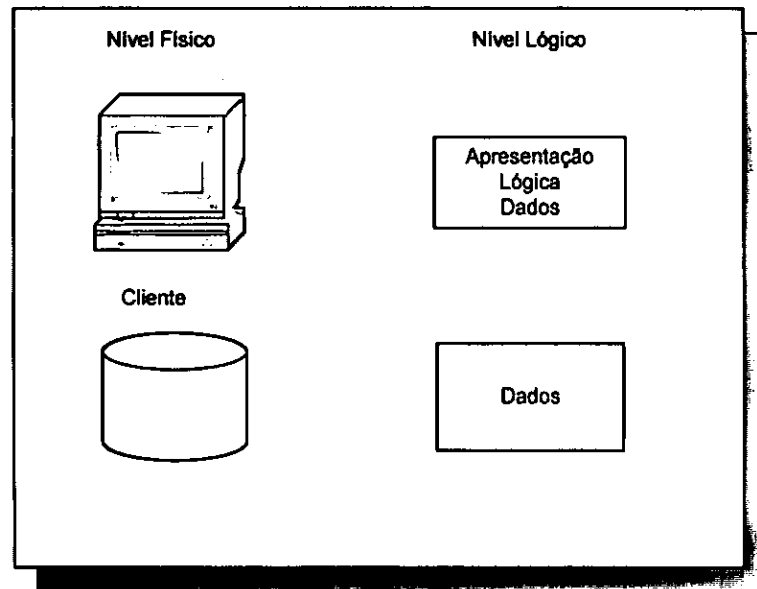 Nível Físico
Nível Lógico
Apresentação
Lógica
Dados
Cliente
Dados